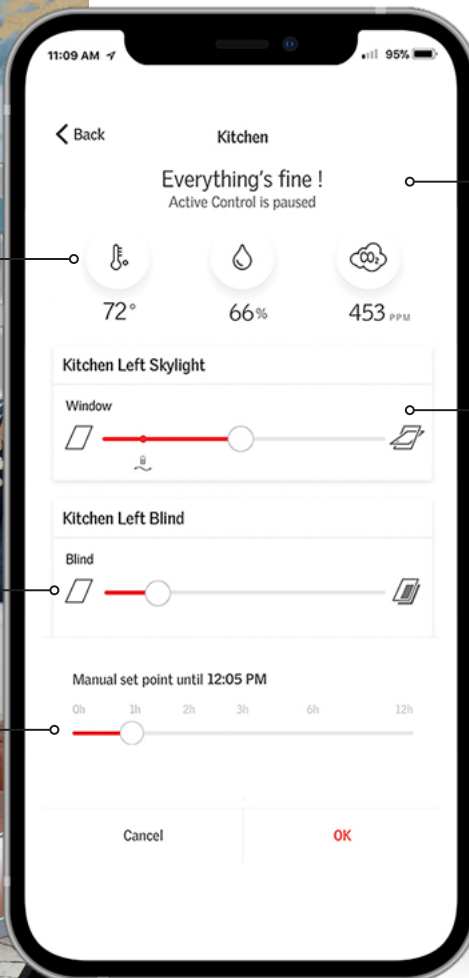 11:09 AM
95%
Back
Kitchen
Everything's fine !
Active Control is paused
CO₂
72°
66%
453 PPM
Kitchen Left Skylight
Window
Kitchen Left Blind
Blind
Manual set point until 12:05 PM
0h 1h 2h 3h 6h 12h
Cancel OK